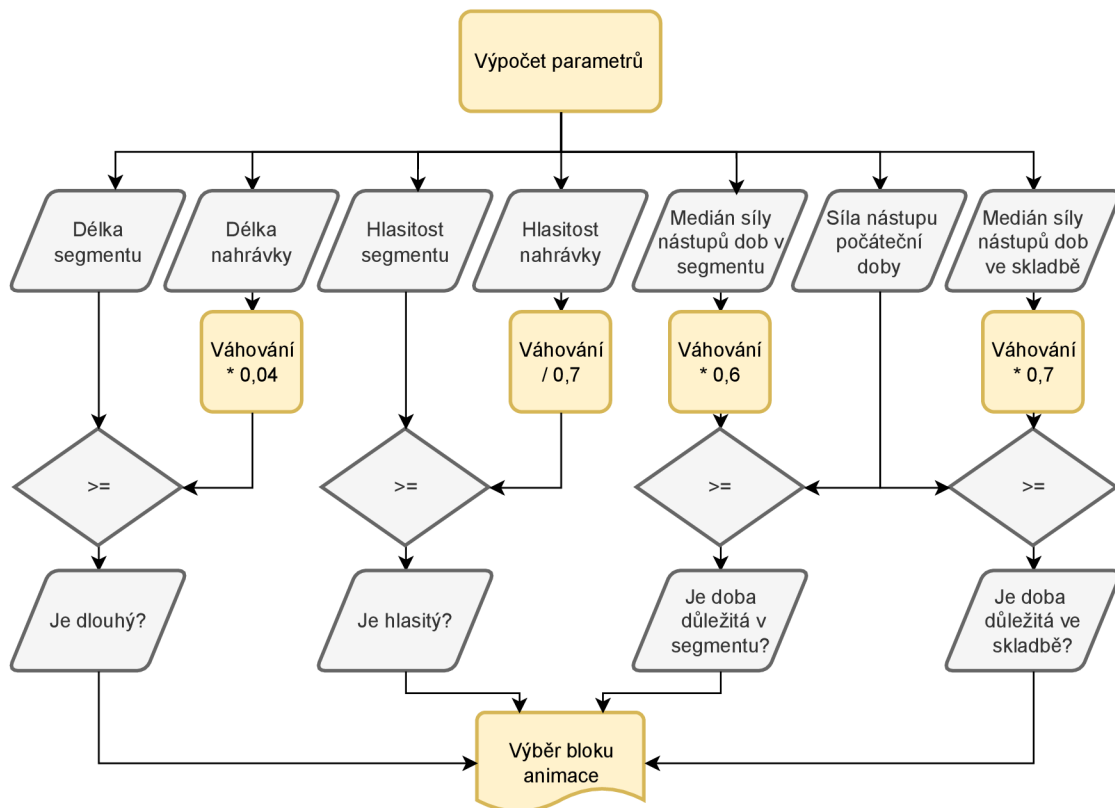 Výpočet parametrů
Délka
segmentu
Délka
nahrávky
Hlasitost
segmentu
Hlasitost
nahrávky
Medián síly
nástupů dob v
segmentu
Síla nástupu
počáteční
doby
Medián síly
nástupů dob
ve skladbě
Váhování
* 0,04
Váhování
/ 0,7
Váhování
* 0,6
Váhování
* 0,7
>=
>=
>=
>=
Je dlouhý?
Je hlasitý?
Je doba
důležitá v
segmentu?
Je doba
důležitá ve
skladbě?
Výběr bloku
animace